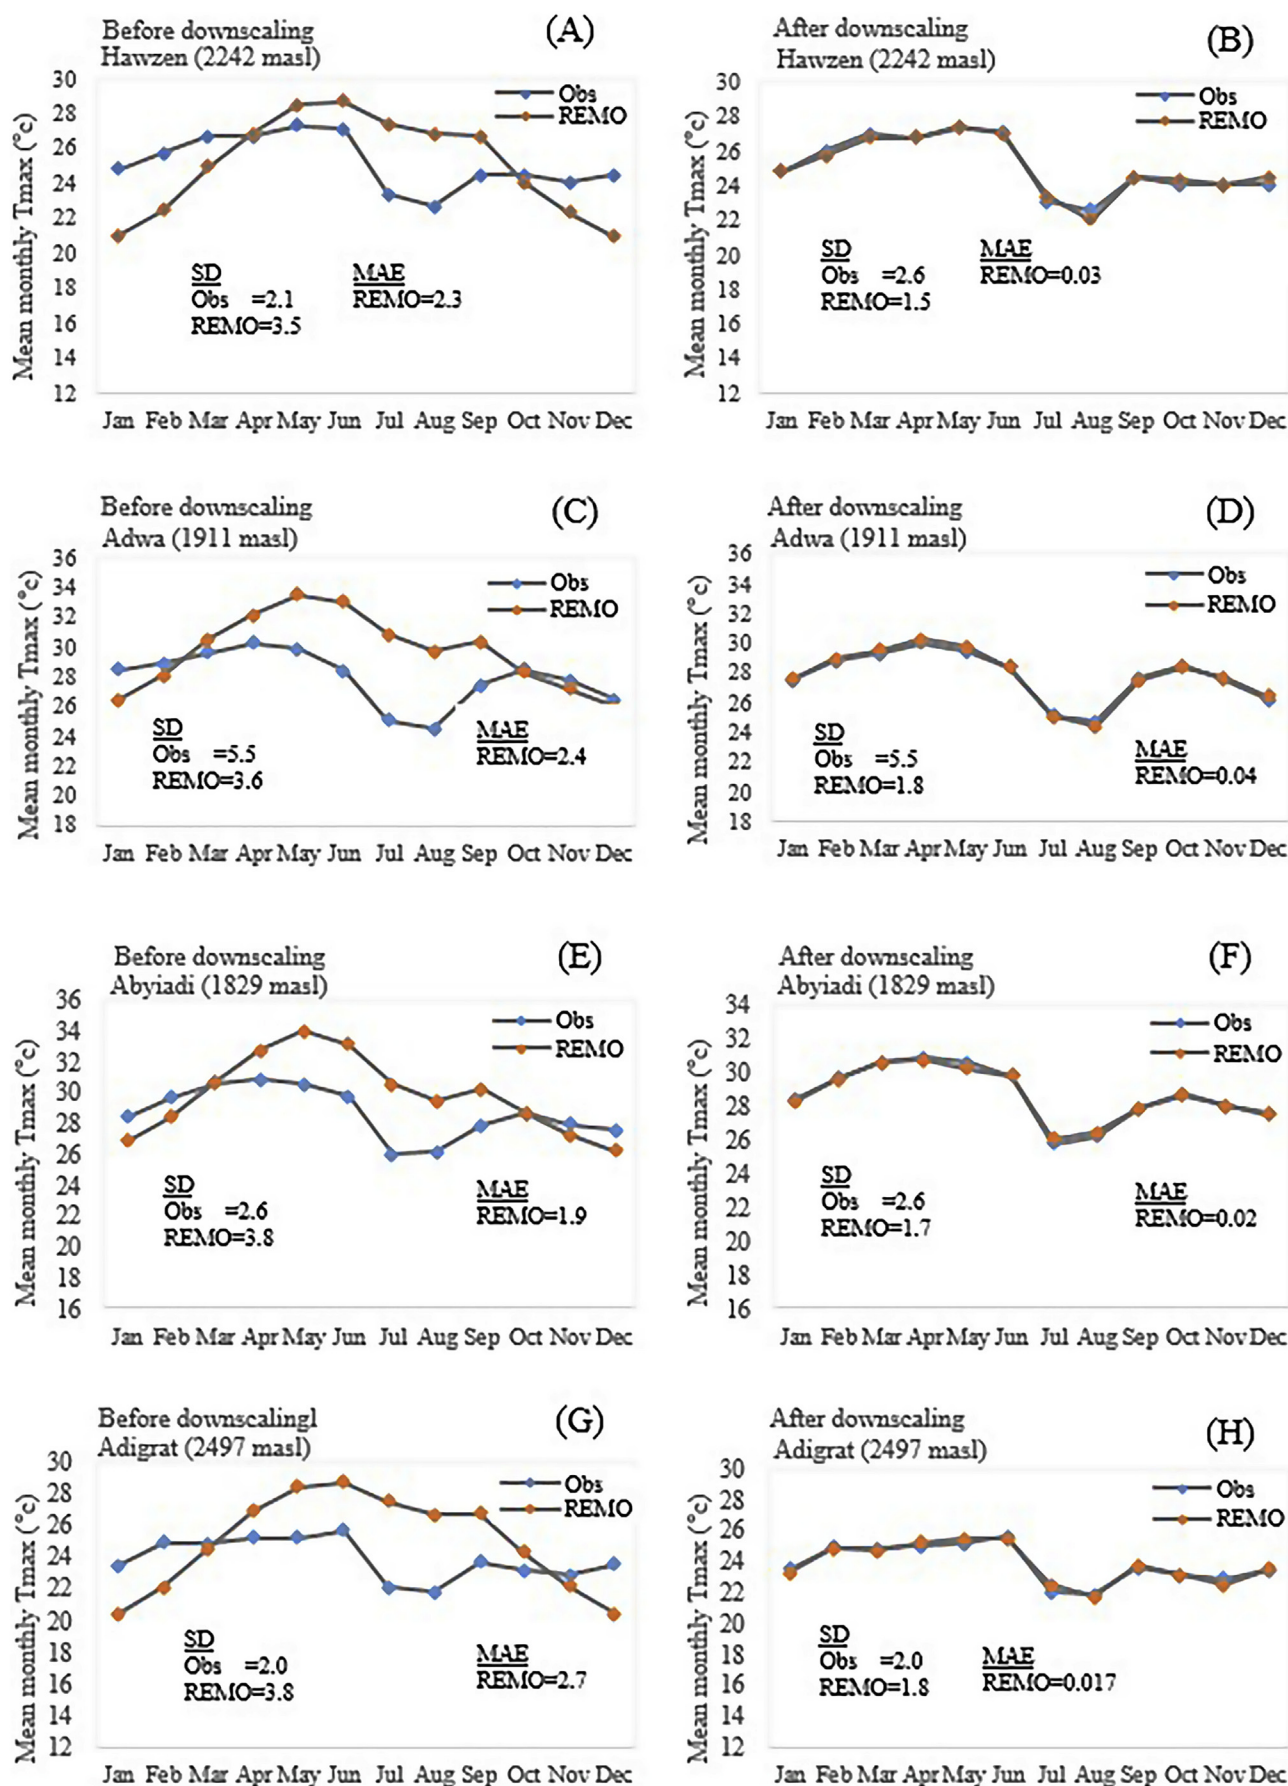 Before downscaling
Hawzen (2242 masl)
(A)
Mean monthly Tmax (°c)
30
28
26
24
22
20
18
16
14
12
Obs
REMO
SD
Obs =2.1
REMO=3.5
MAE
REMO=2.3
Jan Feb Mar Apr May Jun Jul Aug Sep Oct Nov Dec
After downscaling
Hawzen (2242 masl)
(B)
Mean monthly Tmax (°c)
30
28
26
24
22
20
18
16
14
12
Obs
REMO
SD
Obs =2.6
REMO=1.5
MAE
REMO=0.03
Jan Feb Mar Apr May Jun Jul Aug Sep Oct Nov Dec
Before downscaling
Adwa (1911 masl)
(C)
Mean monthly Tmax (°c)
36
34
32
30
28
26
24
22
20
18
Obs
REMO
SD
Obs =5.5
REMO=3.6
MAE
REMO=2.4
Jan Feb Mar Apr May Jun Jul Aug Sep Oct Nov Dec
After downscaling
Adwa (1911 masl)
(D)
Mean monthly Tmax (°c)
36
34
32
30
28
26
24
22
20
18
Obs
REMO
SD
Obs =5.5
REMO=1.8
MAE
REMO=0.04
Jan Feb Mar Apr May Jun Jul Aug Sep Oct Nov Dec
Before downscaling
Abyiadi (1829 masl)
(E)
Mean monthly Tmax (°c)
36
34
32
30
28
26
24
22
20
18
16
Obs
REMO
SD
Obs =2.6
REMO=3.8
MAE
REMO=1.9
Jan Feb Mar Apr May Jun Jul Aug Sep Oct Nov Dec
After downscaling
Abyiadi (1829 masl)
(F)
Mean monthly Tmax (°c)
34
32
30
28
26
24
22
20
18
16
Obs
REMO
SD
Obs =2.6
REMO=1.7
MAE
REMO=0.02
Jan Feb Mar Apr May Jun Jul Aug Sep Oct Nov Dec
Before downscalingl
Adigrat (2497 masl)
(G)
Mean monthly Tmax (°c)
30
28
26
24
22
20
18
16
14
12
Obs
REMO
SD
Obs =2.0
REMO=3.8
MAE
REMO=2.7
Jan Feb Mar Apr May Jun Jul Aug Sep Oct Nov Dec
After downscaling
Adigrat (2497 masl)
(H)
Mean monthly Tmax (°c)
30
28
26
24
22
20
18
16
14
12
Obs
REMO
SD
Obs =2.0
REMO=1.8
MAE
REMO=0.017
Jan Feb Mar Apr May Jun Jul Aug Sep Oct Nov Dec